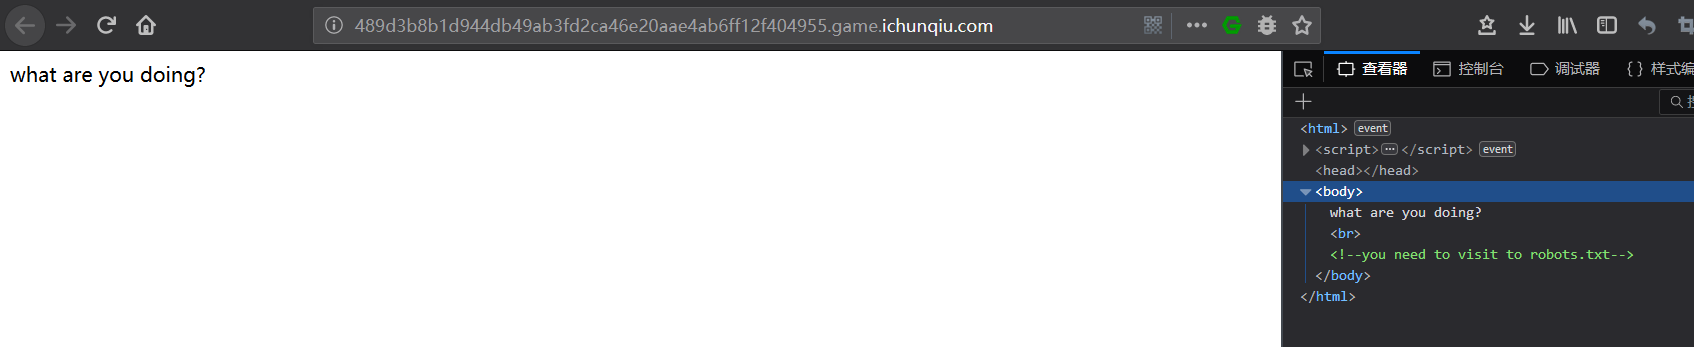 489d3b8b1d944db49ab3fd2ca46e20aae4ab6ff12f404955.game.ichunqiu.com
what are you doing?
查看器 控制台 调试器 {} 样式编
<html> event
<script> ... </script> event
<head></head>
<body>
what are you doing?
<br>
<!--you need to visit to robots.txt-->
</body>
</html>